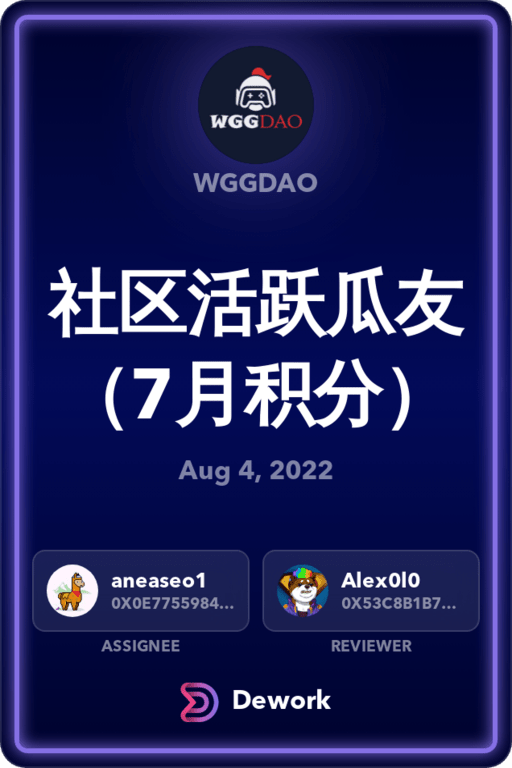 WGGDAO
WGGDAO
社区活跃瓜友
（7月积分）
Aug 4, 2022
aneaseo1
0X0E7755984...
Alex0l0
0X53C8B1B7...
ASSIGNEE
REVIEWER
Dework